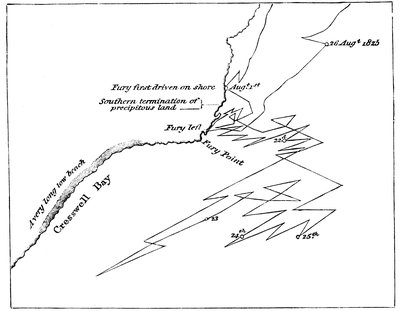 26 Augt. 1825
Fury first driven on shore
Augt. 1st
Southern termination of
precipitous land
Fury left
Fury Point
22nd
A very long low beach
Cresswell Bay
23
24th
25th